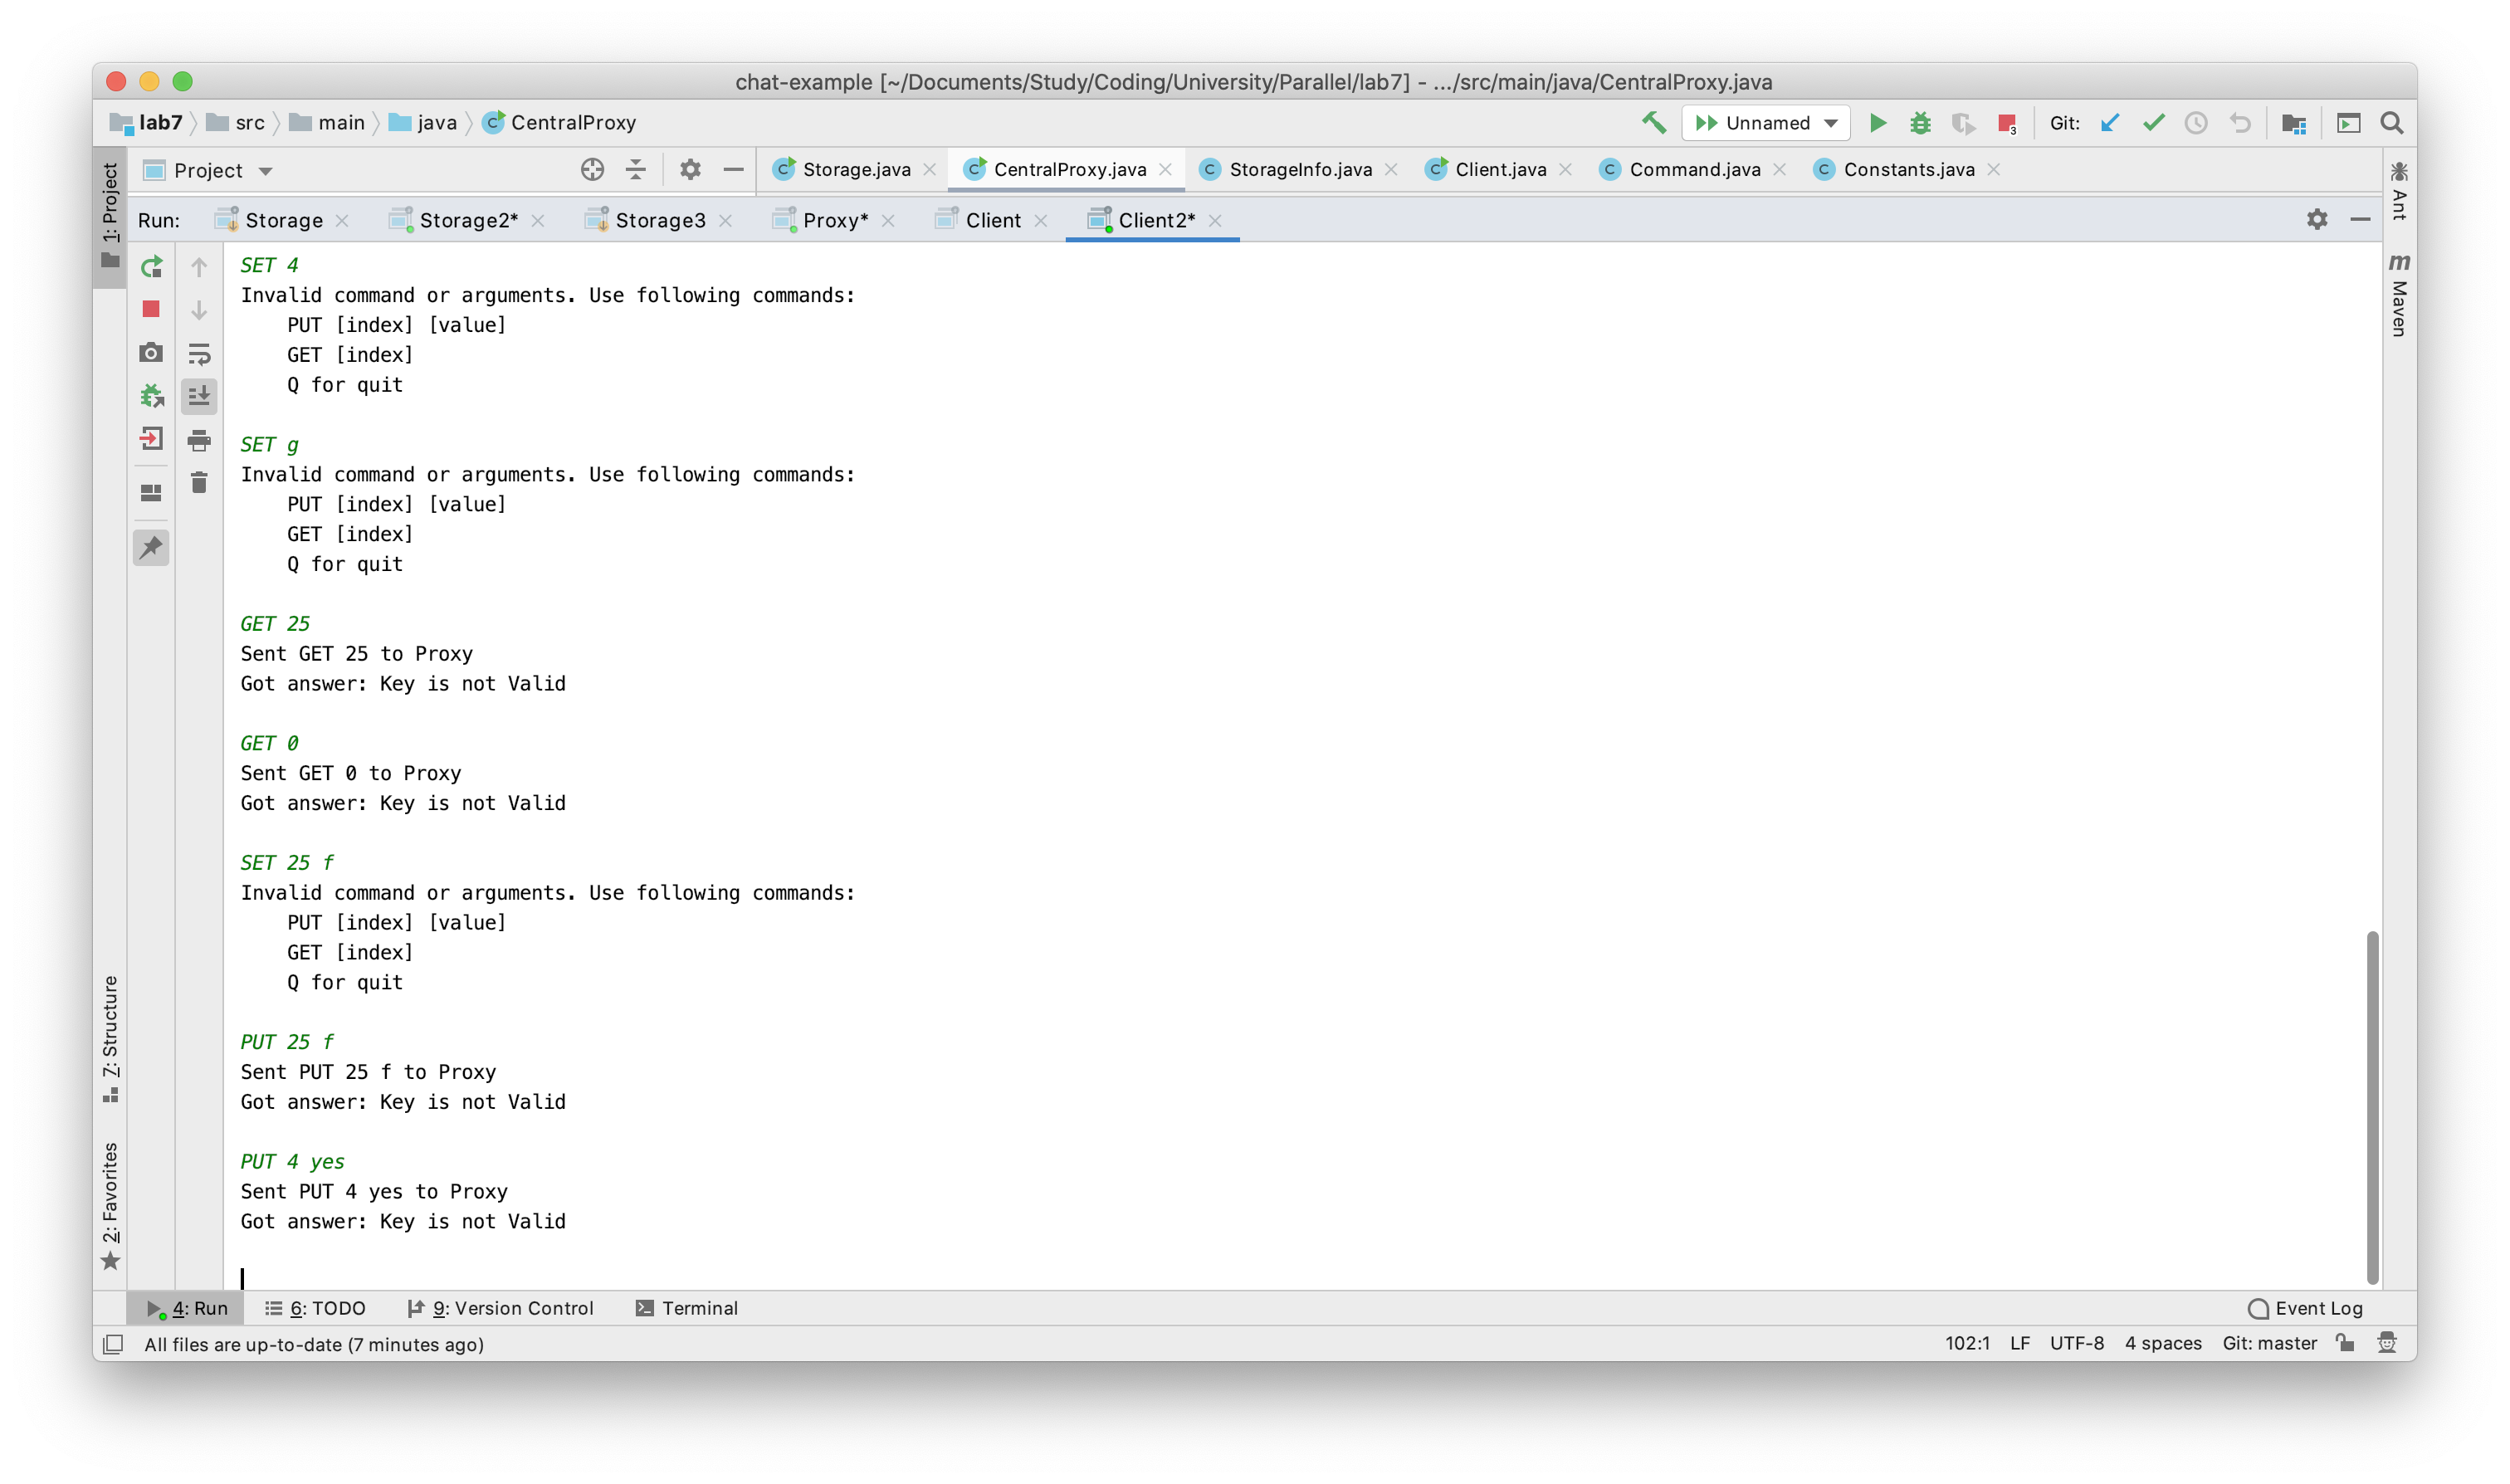 chat-example [~/Documents/Study/Coding/University/Parallel/lab7] - .../src/main/java/CentralProxy.java
lab7 src main java CentralProxy
Unnamed
3
Git:
Project
Storage.java
CentralProxy.java
StorageInfo.java
Client.java
Command.java
Constants.java
Run:
Storage
Storage2*
Storage3
Proxy*
Client
Client2*
1: Project
7: Structure
2: Favorites
Ant
m Maven
SET 4
Invalid command or arguments. Use following commands:
PUT [index] [value]
GET [index]
Q for quit
SET g
Invalid command or arguments. Use following commands:
PUT [index] [value]
GET [index]
Q for quit
GET 25
Sent GET 25 to Proxy
Got answer: Key is not Valid
GET 0
Sent GET 0 to Proxy
Got answer: Key is not Valid
SET 25 f
Invalid command or arguments. Use following commands:
PUT [index] [value]
GET [index]
Q for quit
PUT 25 f
Sent PUT 25 f to Proxy
Got answer: Key is not Valid
PUT 4 yes
Sent PUT 4 yes to Proxy
Got answer: Key is not Valid
4: Run
6: TODO
9: Version Control
Terminal
Event Log
All files are up-to-date (7 minutes ago)
102:1 LF UTF-8 4 spaces Git: master